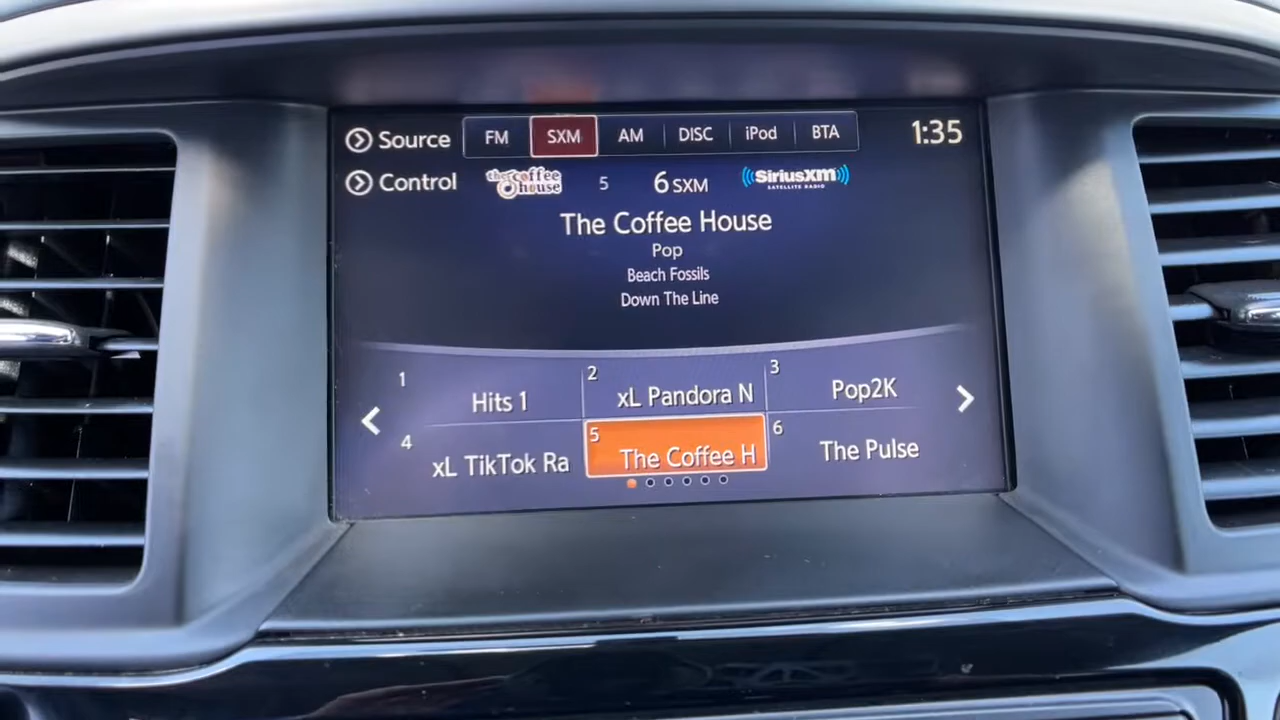 Source FM SXM AM DISC iPod BTA 1:35
Control the coffee house 5 6 SXM ((SiriusXM))
SATELLITE RADIO
The Coffee House
Pop
Beach Fossils
Down The Line
1 Hits 1 2 xL Pandora N 3 Pop2K
4 xL TikTok Ra 5 The Coffee H 6 The Pulse